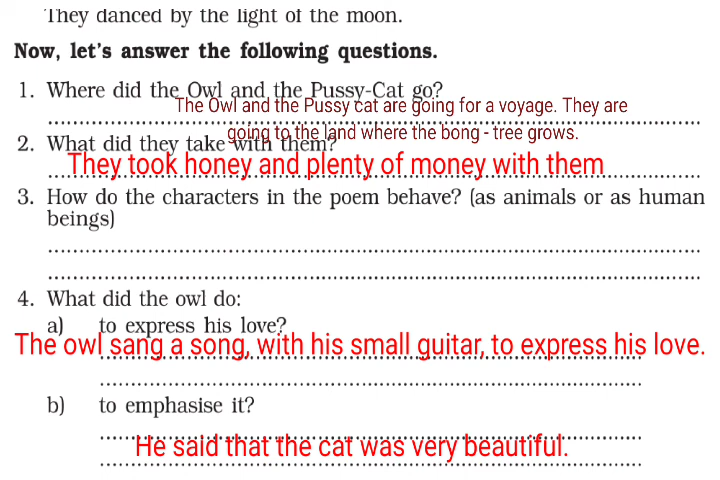 They danced by the light of the moon.
Now, let's answer the following questions.
1. Where did the Owl and the Pussy-Cat go?
The Owl and the Pussy cat are going for a voyage. They are
going to the land where the bong - tree grows.
2. What did they take with them?
They took honey and plenty of money with them
3. How do the characters in the poem behave? (as animals or as human
beings)
4. What did the owl do:
a) to express his love?
The owl sang a song, with his small guitar, to express his love.
b) to emphasise it?
He said that the cat was very beautiful.